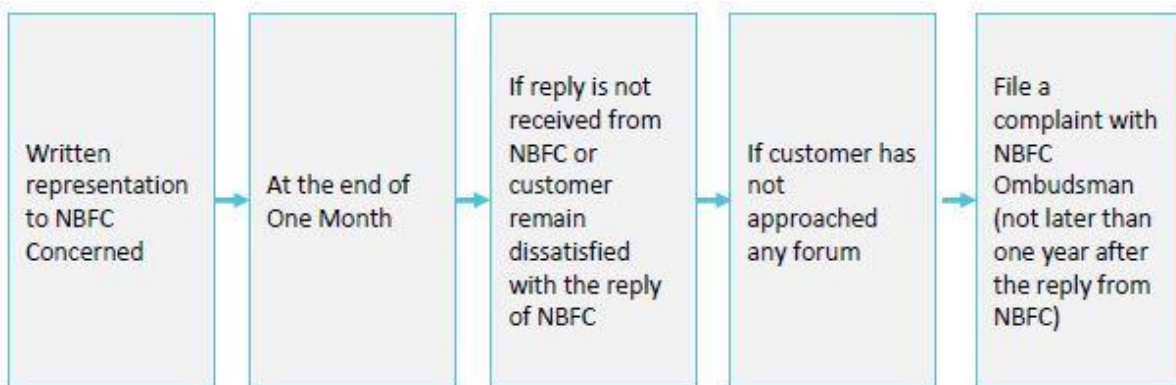 Written
representation
to NBFC
Concerned
At the end of
One Month
If reply is not
received from
NBFC or
customer
remain
dissatisfied
with the reply
of NBFC
If customer has
not
approached
any forum
File a
complaint with
NBFC
Ombudsman
(not later than
one year after
the reply from
NBFC)